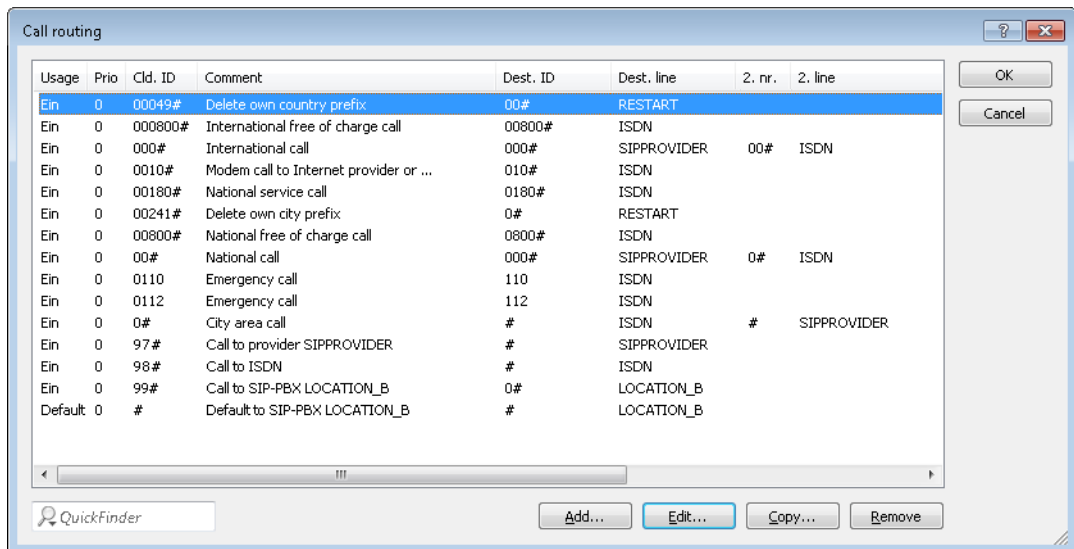 Call routing
Usage Prio Cld. ID Comment Dest. ID Dest. line 2. nr. 2. line
Ein 0 00049# Delete own country prefix 00# RESTART
Ein 0 000800# International free of charge call 00800# ISDN
Ein 0 000# International call 000# SIPPROVIDER 00# ISDN
Ein 0 0010# Modem call to Internet provider or ... 010# ISDN
Ein 0 00180# National service call 0180# ISDN
Ein 0 00241# Delete own city prefix 0# RESTART
Ein 0 00800# National free of charge call 0800# ISDN
Ein 0 00# National call 000# SIPPROVIDER 0# ISDN
Ein 0 0110 Emergency call 110 ISDN
Ein 0 0112 Emergency call 112 ISDN
Ein 0 0# City area call # ISDN # SIPPROVIDER
Ein 0 97# Call to provider SIPPROVIDER # SIPPROVIDER
Ein 0 98# Call to ISDN # ISDN
Ein 0 99# Call to SIP-PBX LOCATION_B 0# LOCATION_B
Default 0 # Default to SIP-PBX LOCATION_B # LOCATION_B
OK
Cancel
QuickFinder
Add... Edit... Copy... Remove